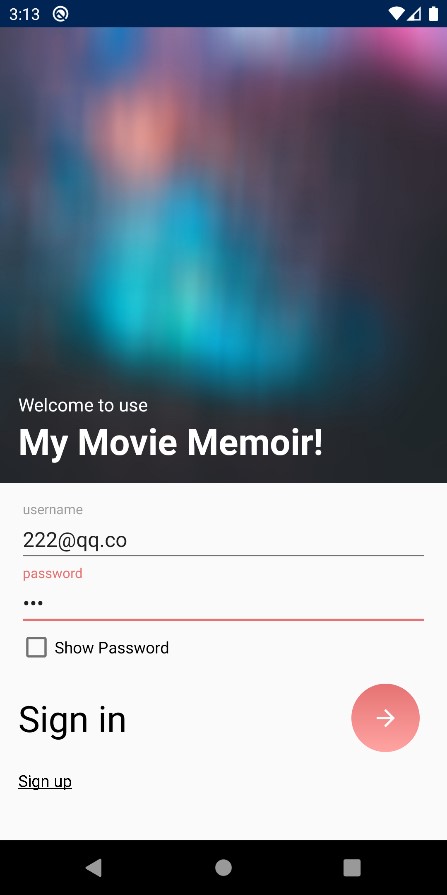 3:13
Welcome to use
My Movie Memoir!
username
222@qq.co
password
•••
Show Password
Sign in
Sign up